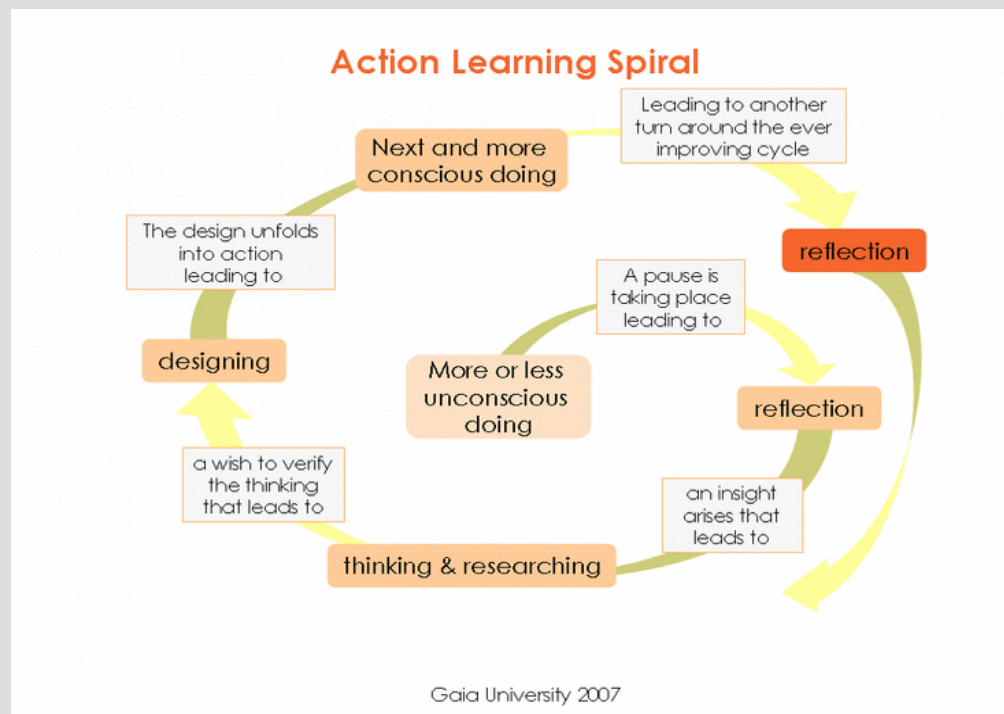 Action Learning Spiral
More or less
unconscious
doing
A pause is
taking place
leading to
reflection
an insight
arises that
leads to
thinking & researching
a wish to verify
the thinking
that leads to
designing
The design unfolds
into action
leading to
Next and more
conscious doing
Leading to another
turn around the ever
improving cycle
reflection
Gaia University 2007